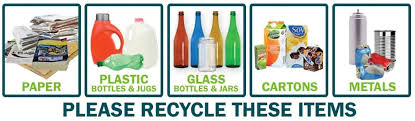 PAPER
PLASTIC
BOTTLES & JUGS
GLASS
BOTTLES & JARS
CARTONS
METALS
PLEASE RECYCLE THESE ITEMS